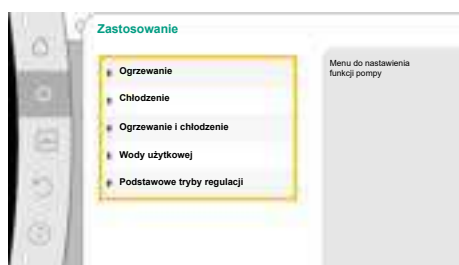 Zastosowanie
Ogrzewanie
Chłodzenie
Ogrzewanie i chłodzenie
Wody użytkowej
Podstawowe tryby regulacji
Menu do nastawienia
funkcji pompy